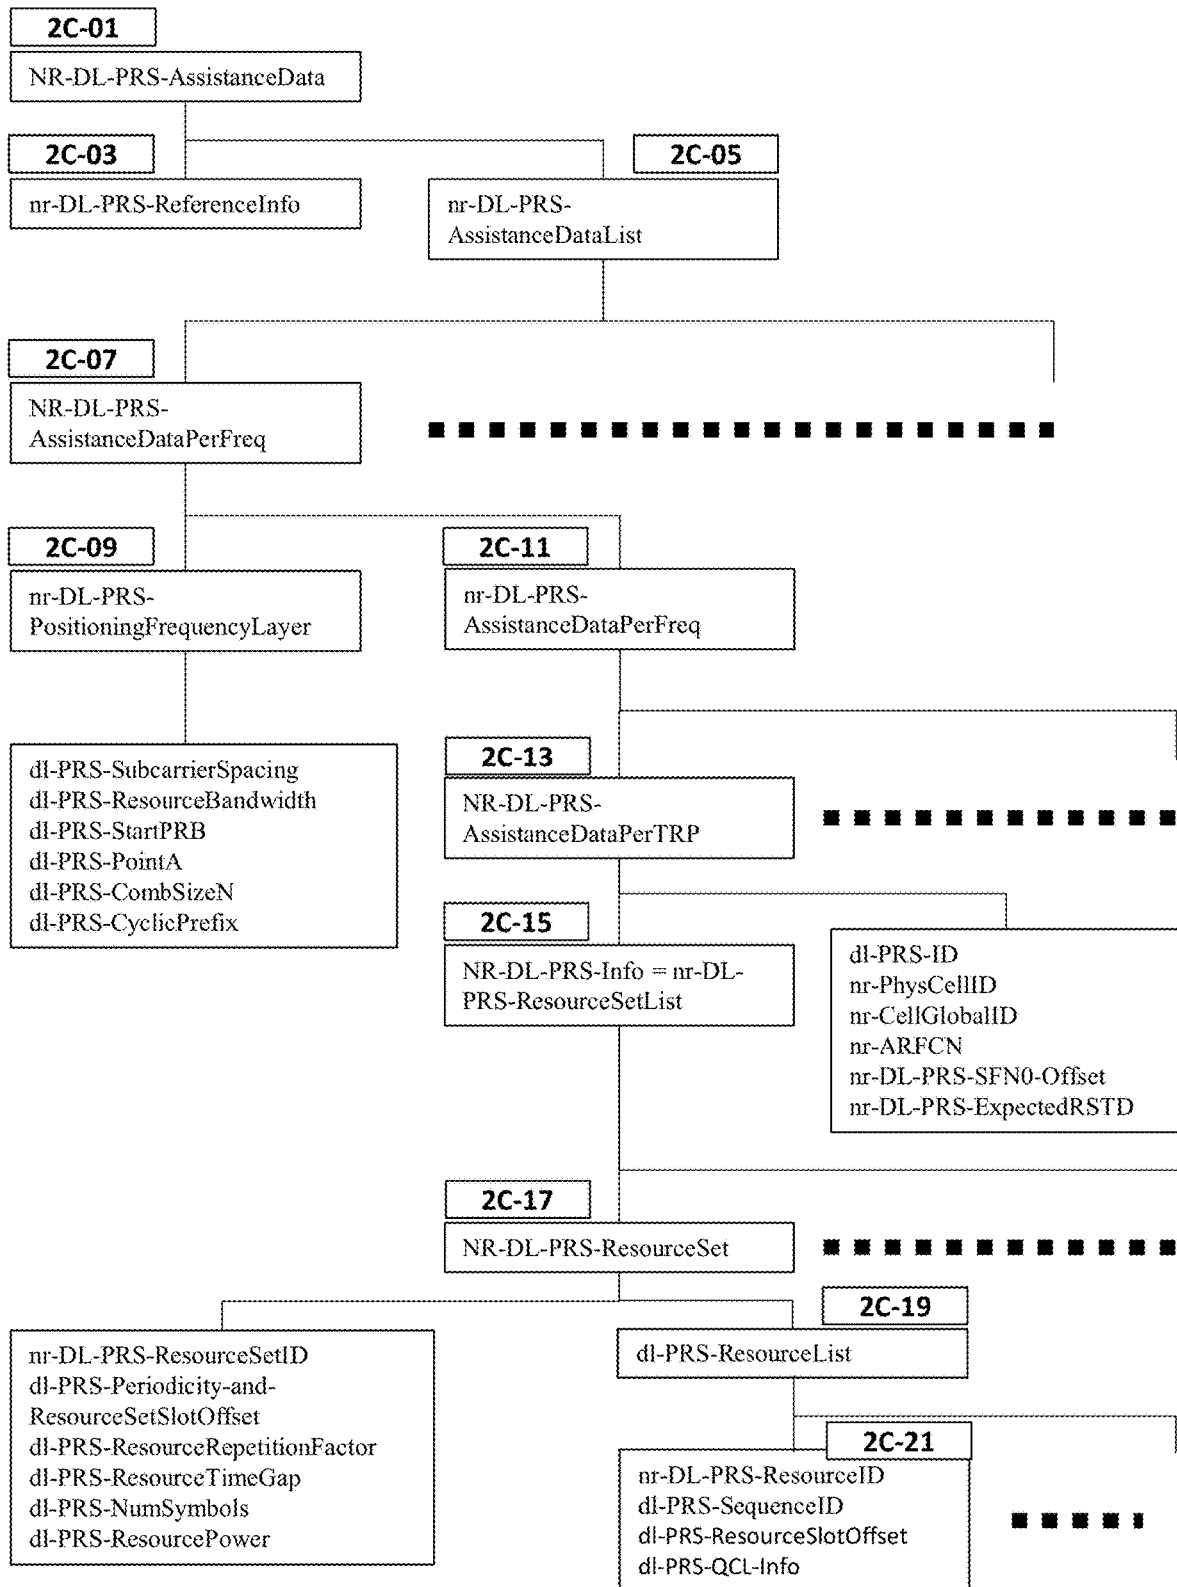 2C-01
NR-DL-PRS-AssistanceData
2C-03
nr-DL-PRS-ReferenceInfo
2C-05
nr-DL-PRS-
AssistanceDataList
2C-07
NR-DL-PRS-
AssistanceDataPerFreq
2C-09
nr-DL-PRS-
PositioningFrequencyLayer
2C-11
nr-DL-PRS-
AssistanceDataPerFreq
dl-PRS-SubcarrierSpacing
dl-PRS-ResourceBandwidth
dl-PRS-StartPRB
dl-PRS-PointA
dl-PRS-CombSizeN
dl-PRS-CyclicPrefix
2C-13
NR-DL-PRS-
AssistanceDataPerTRP
2C-15
NR-DL-PRS-Info = nr-DL-
PRS-ResourceSetList
dl-PRS-ID
nr-PhysCellID
nr-CellGlobalID
nr-ARFCN
nr-DL-PRS-SFN0-Offset
nr-DL-PRS-ExpectedRSTD
2C-17
NR-DL-PRS-ResourceSet
nr-DL-PRS-ResourceSetID
dl-PRS-Periodicity-and-
ResourceSetSlotOffset
dl-PRS-ResourceRepetitionFactor
dl-PRS-ResourceTimeGap
dl-PRS-NumSymbols
dl-PRS-ResourcePower
2C-19
dl-PRS-ResourceList
2C-21
nr-DL-PRS-ResourceID
dl-PRS-SequenceID
dl-PRS-ResourceSlotOffset
dl-PRS-QCL-Info